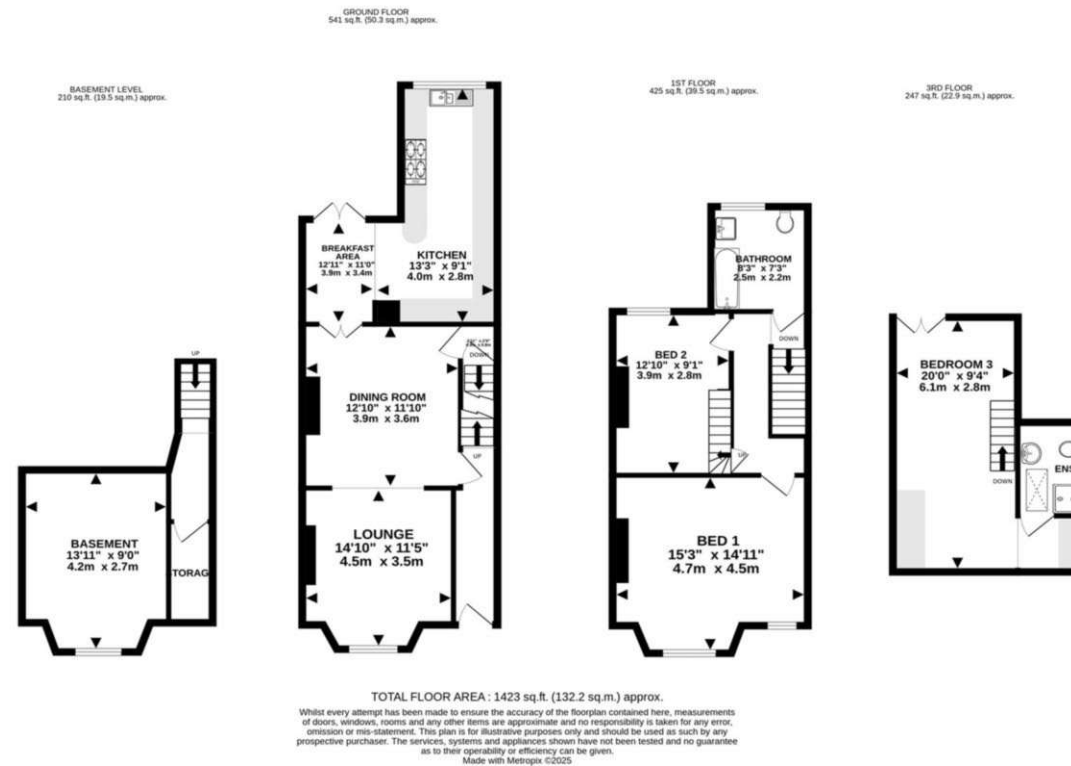 BASEMENT LEVEL
210 sq.ft. (19.5 sq.m.) approx.
UP
BASEMENT
13'11" x 9'0"
4.2m x 2.7m
TORAG
GROUND FLOOR
541 sq.ft. (50.3 sq.m.) approx.
BREAKFAST
AREA
12'11" x 11'0"
3.9m x 3.4m
KITCHEN
13'3" x 9'1"
4.0m x 2.8m
DOWN
DINING ROOM
12'10" x 11'10"
3.9m x 3.6m
UP
LOUNGE
14'10" x 11'5"
4.5m x 3.5m
1ST FLOOR
425 sq.ft. (39.5 sq.m.) approx.
BATHROOM
8'3" x 7'3"
2.5m x 2.2m
DOWN
BED 2
12'10" x 9'1"
3.9m x 2.8m
UP
BED 1
15'3" x 14'11"
4.7m x 4.5m
3RD FLOOR
247 sq.ft. (22.9 sq.m.) approx.
BEDROOM 3
20'0" x 9'4"
6.1m x 2.8m
DOWN
ENS
TOTAL FLOOR AREA : 1423 sq.ft. (132.2 sq.m.) approx.
Whilst every attempt has been made to ensure the accuracy of the floorplan contained here, measurements
of doors, windows, rooms and any other items are approximate and no responsibility is taken for any error,
omission or mis-statement. This plan is for illustrative purposes only and should be used as such by any
prospective purchaser. The services, systems and appliances shown have not been tested and no guarantee
as to their operability or efficiency can be given.
Made with Metropix ©2025